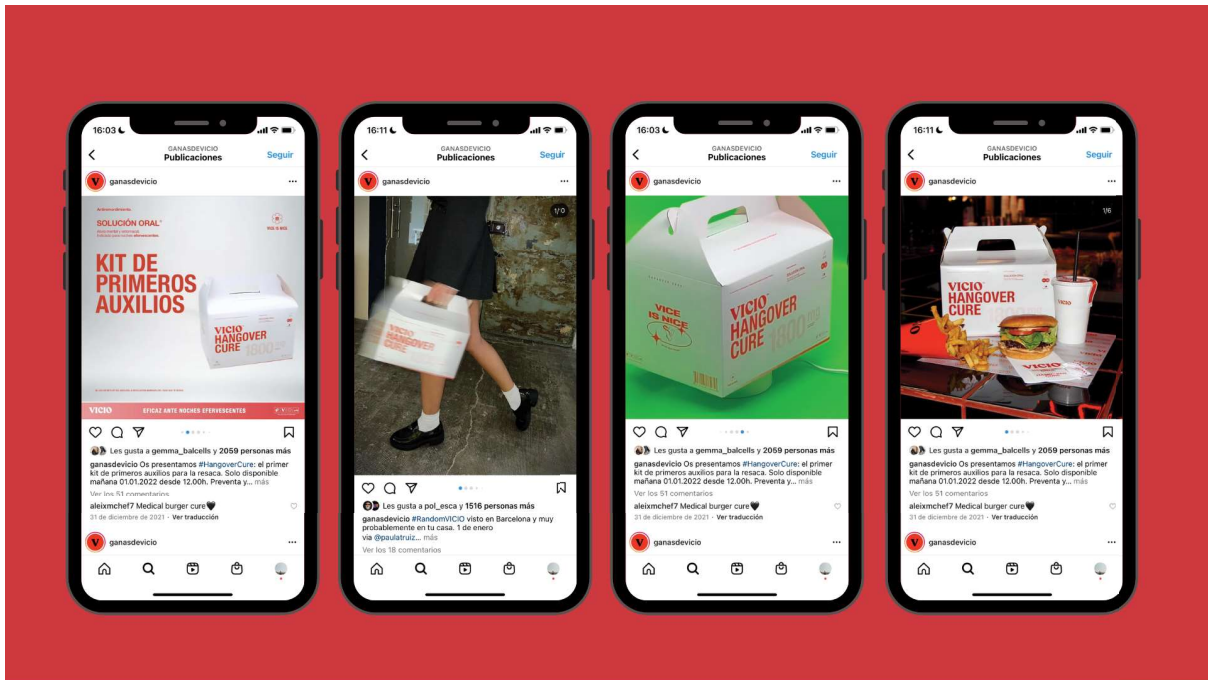 16:03
GANASDEVICIO
Publicaciones
Seguir
ganasdevicio
SOLUCIÓN ORAL
VICE IS NICE
KIT DE
PRIMEROS
AUXILIOS
VICIO
HANGOVER
CURE 1800
VICIO
EFICAZ ANTE NOCHES EFERVESCENTES
Les gusta a gemma_balcells y 2059 personas más
ganasdevicio Os presentamos #HangoverCure: el primer
kit de primeros auxilios para la resaca. Solo disponible
mañana 01.01.2022 desde 12.00h. Preventa y... más
Ver los 51 comentarios
aleixmchef7 Medical burger cure🖤
31 de diciembre de 2021 · Ver traducción
ganasdevicio
16:11
GANASDEVICIO
Publicaciones
Seguir
ganasdevicio
1/0
VICIO
HANGOVER
CURE
Les gusta a pol_esca y 1516 personas más
ganasdevicio #RandomVICIO visto en Barcelona y muy
probablemente en tu casa. 1 de enero
via @paulatruiz... más
Ver los 18 comentarios
16:03
GANASDEVICIO
Publicaciones
Seguir
ganasdevicio
VICE
IS NICE
VICIO
HANGOVER
CURE 1800
Les gusta a gemma_balcells y 2059 personas más
ganasdevicio Os presentamos #HangoverCure: el primer
kit de primeros auxilios para la resaca. Solo disponible
mañana 01.01.2022 desde 12.00h. Preventa y... más
Ver los 51 comentarios
aleixmchef7 Medical burger cure🖤
31 de diciembre de 2021 · Ver traducción
ganasdevicio
16:11
GANASDEVICIO
Publicaciones
Seguir
ganasdevicio
1/6
VICIO
HANGOVER
CURE
VICIO
VICIO
Les gusta a gemma_balcells y 2059 personas más
ganasdevicio Os presentamos #HangoverCure: el primer
kit de primeros auxilios para la resaca. Solo disponible
mañana 01.01.2022 desde 12.00h. Preventa y... más
Ver los 51 comentarios
aleixmchef7 Medical burger cure🖤
31 de diciembre de 2021 · Ver traducción
ganasdevicio